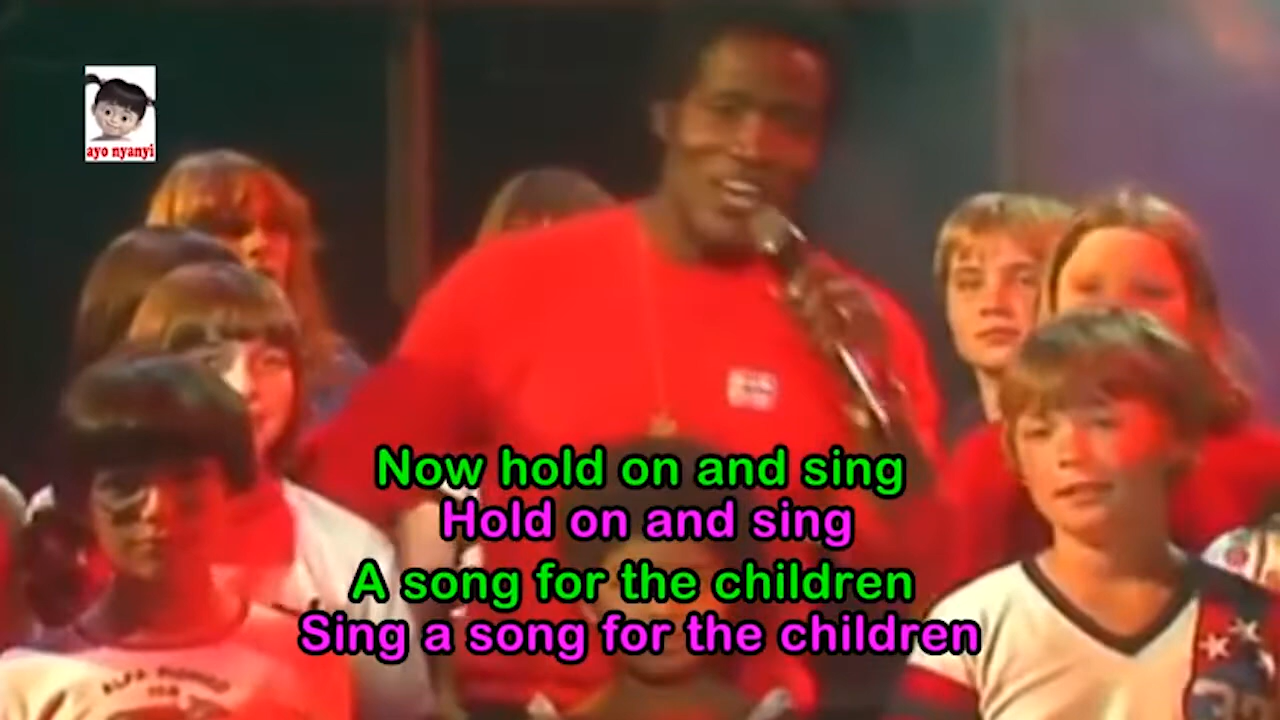 ayo nyanyi
Now hold on and sing
Hold on and sing
A song for the children
Sing a song for the children